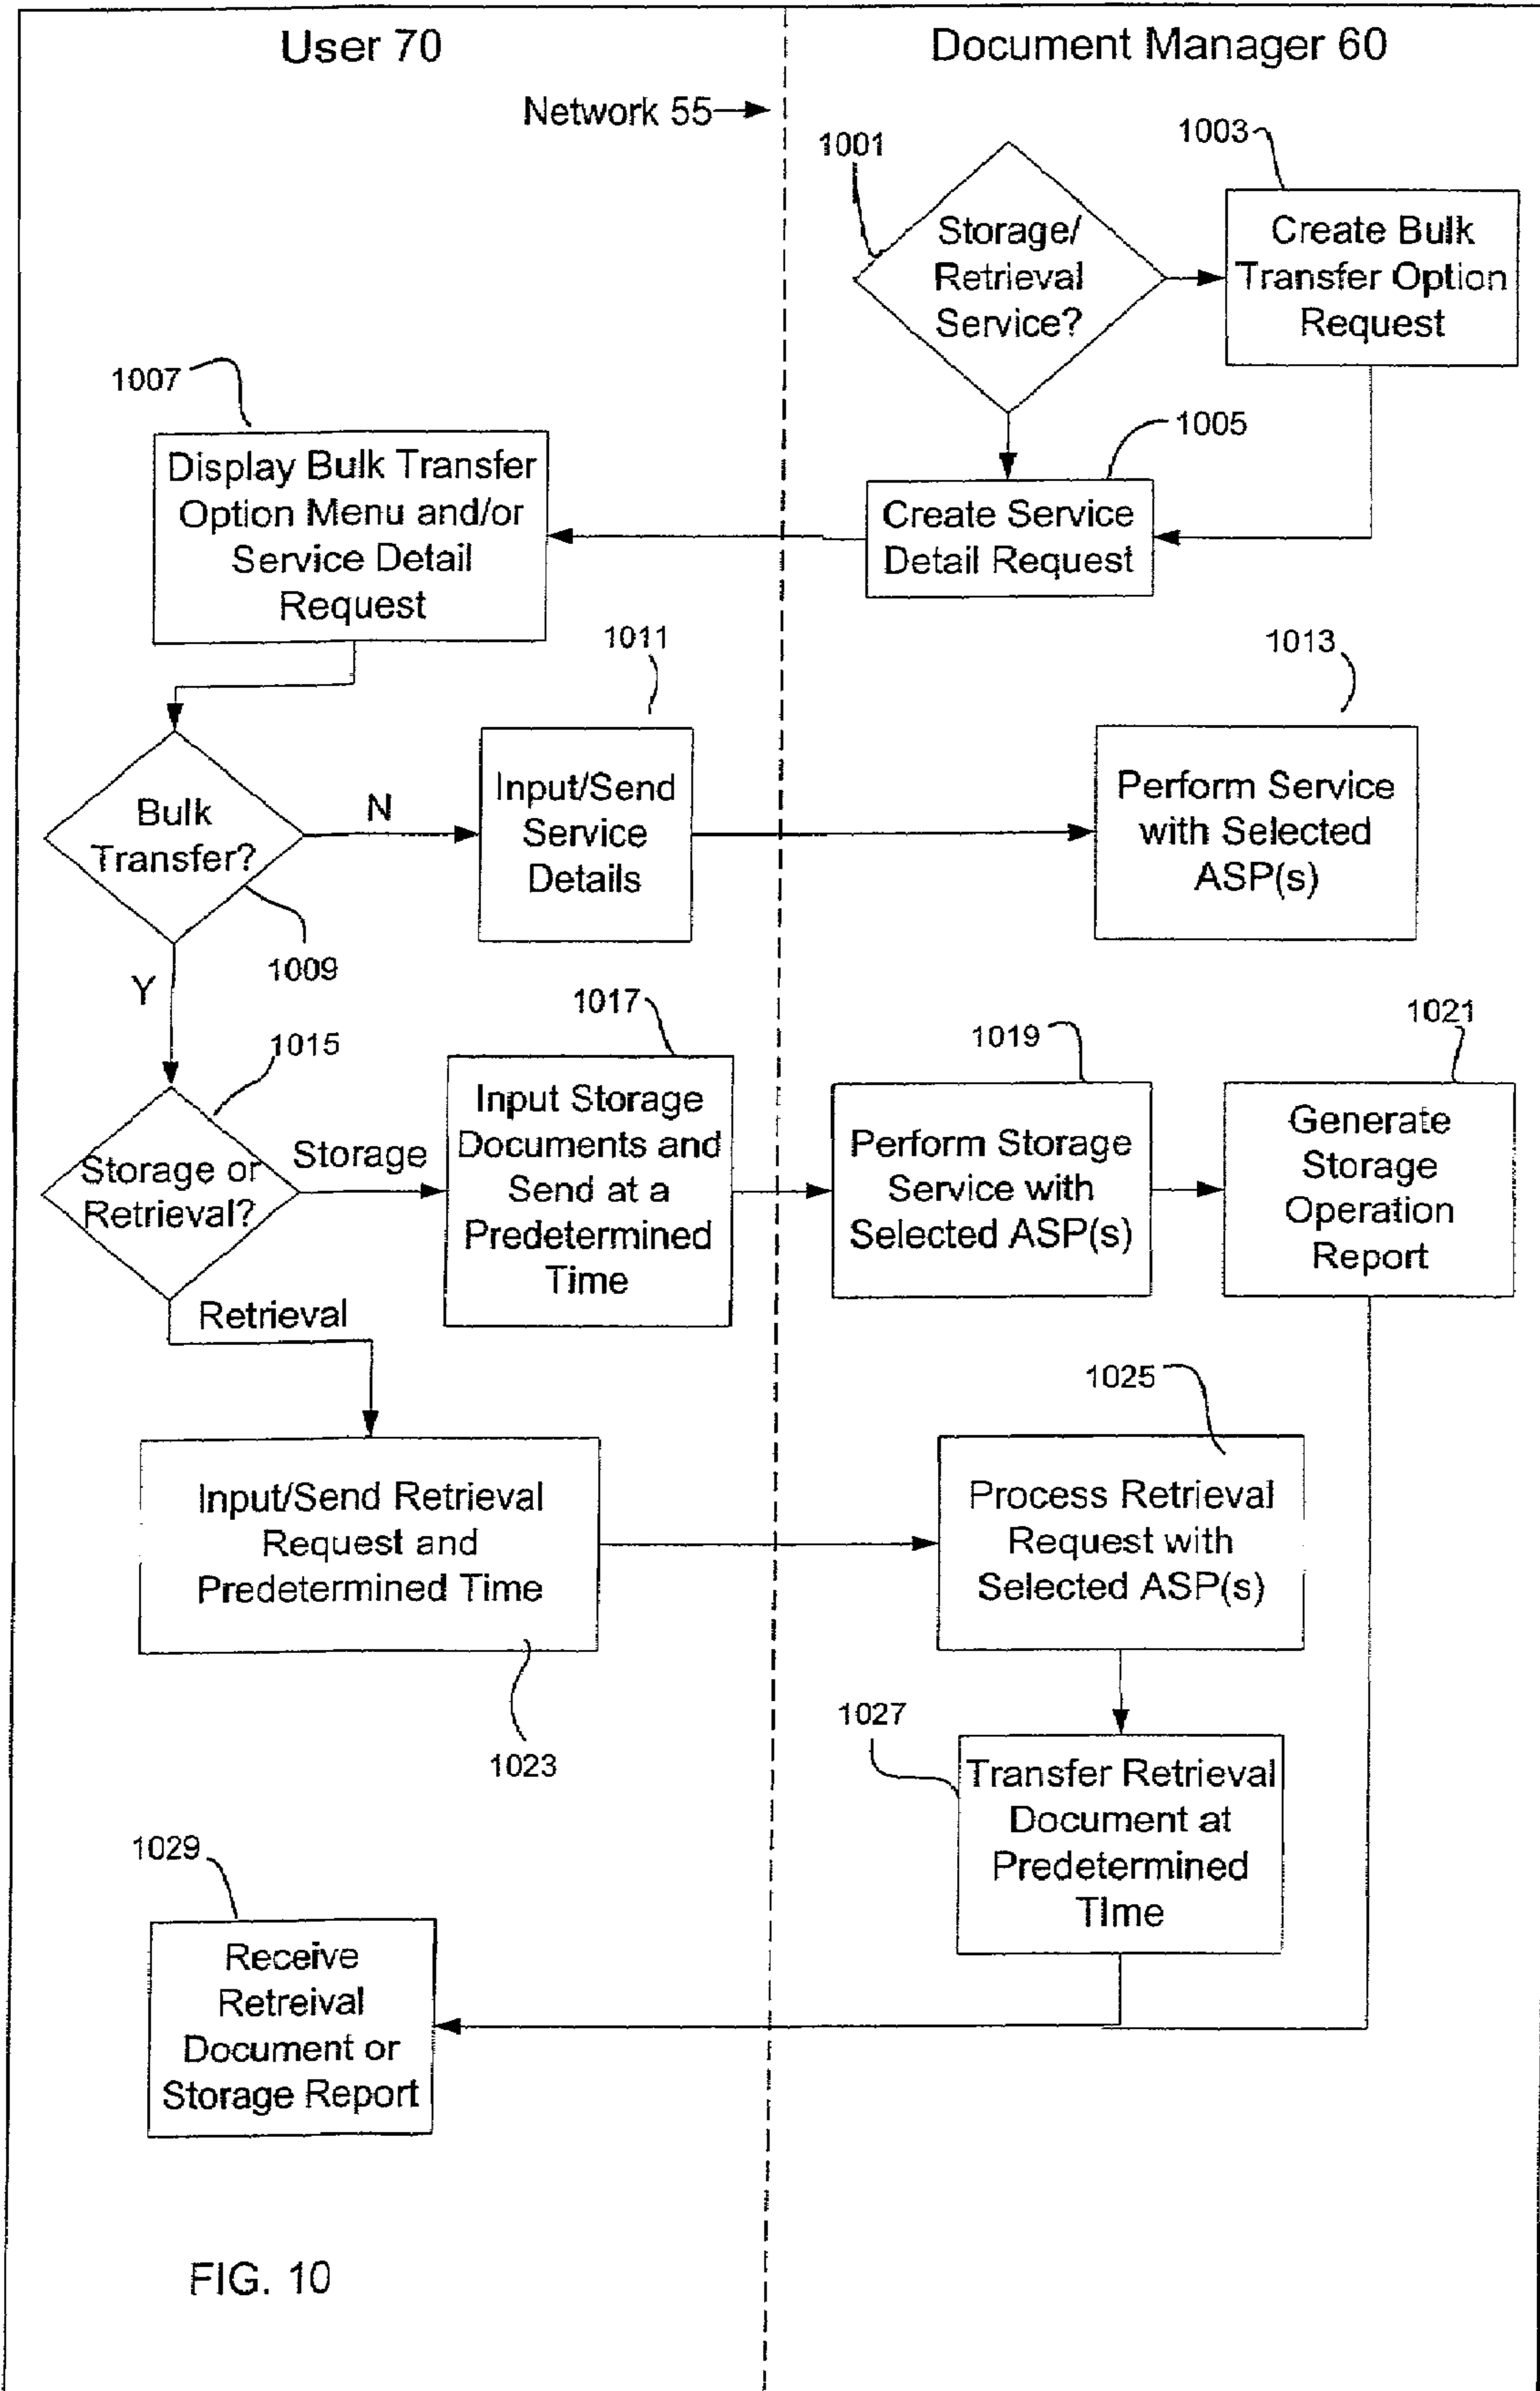 User 70
Document Manager 60
Network 55
1001
1003
Storage/
Retrieval
Service?
Create Bulk
Transfer Option
Request
1007
1005
Display Bulk Transfer
Option Menu and/or
Service Detail
Request
Create Service
Detail Request
1011
1013
Bulk
Transfer?
N
Input/Send
Service
Details
Perform Service
with Selected
ASP(s)
1009
Y
1015
1017
1019
1021
Storage or
Retrieval?
Storage
Input Storage
Documents and
Send at a
Predetermined
Time
Perform Storage
Service with
Selected ASP(s)
Generate
Storage
Operation
Report
Retrieval
1025
Input/Send Retrieval
Request and
Predetermined Time
Process Retrieval
Request with
Selected ASP(s)
1023
1027
Transfer Retrieval
Document at
Predetermined
TIme
1029
Receive
Retreival
Document or
Storage Report
FIG. 10